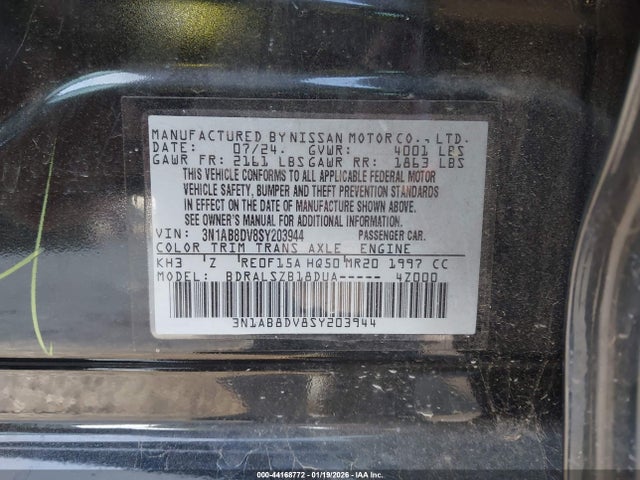 MANUFACTURED BY NISSAN MOTOR CO., LTD.
DATE: 07/24. GVWR: 4001 LBS
GAWR FR: 2161 LBS GAWR RR: 1863 LBS
THIS VEHICLE CONFORMS TO ALL APPLICABLE FEDERAL MOTOR
VEHICLE SAFETY, BUMPER AND THEFT PREVENTION STANDARDS
IN EFFECT ON THE DATE OF MANUFACTURE SHOWN ABOVE.
SEE OWNER'S MANUAL FOR ADDITIONAL INFORMATION.
VIN: 3N1AB8DV8SY203944 PASSENGER CAR.
COLOR TRIM TRANS AXLE ENGINE
KH3 Z RE0F15A HQ50 MR20 1997 CC
MODEL: BDRALSZB18DUA----- 4Z000
3N1AB8DV8SY203944
000-44168772 - 01/19/2026 - IAA, Inc.